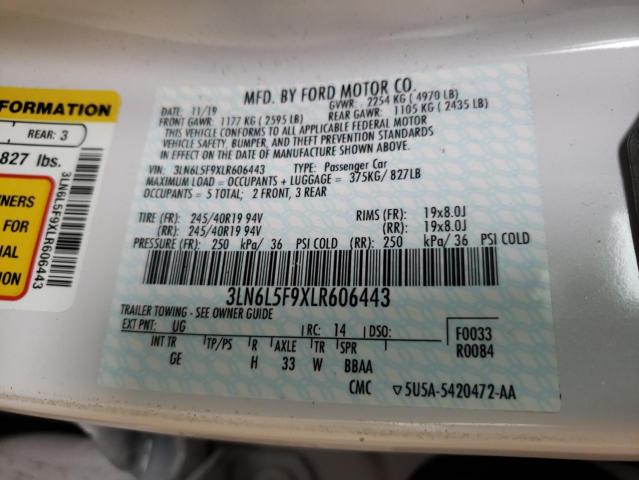 FORMATION
REAR: 3
827 lbs.
WNERS
FOR
IAL
ION
3LN6L5F9XLR606443
MFD. BY FORD MOTOR CO.
DATE: 11/19 GVWR: 2254 KG ( 4970 LB)
FRONT GAWR: 1177 KG ( 2595 LB) REAR GAWR: 1105 KG ( 2435 LB)
THIS VEHICLE CONFORMS TO ALL APPLICABLE FEDERAL MOTOR
VEHICLE SAFETY, BUMPER, AND THEFT PREVENTION STANDARDS
IN EFFECT ON THE DATE OF MANUFACTURE SHOWN ABOVE.
VIN: 3LN6L5F9XLR606443 TYPE: Passenger Car
MAXIMUM LOAD = OCCUPANTS + LUGGAGE = 375KG/ 827LB
OCCUPANTS = 5 TOTAL; 2 FRONT, 3 REAR
TIRE (FR): 245/40R19 94V RIMS (FR): 19x8.0J
(RR): 245/40R19 94V (RR): 19x8.0J
PRESSURE (FR): 250 kPa/ 36 PSI COLD (RR): 250 kPa/ 36 PSI COLD
3LN6L5F9XLR606443
TRAILER TOWING - SEE OWNER GUIDE
EXT PNT: UG RC: 14 DSO: F0033
INT TR TP/PS R AXLE TR SPR R0084
GE H 33 W BBAA
CMC ▽5U5A-5420472-AA